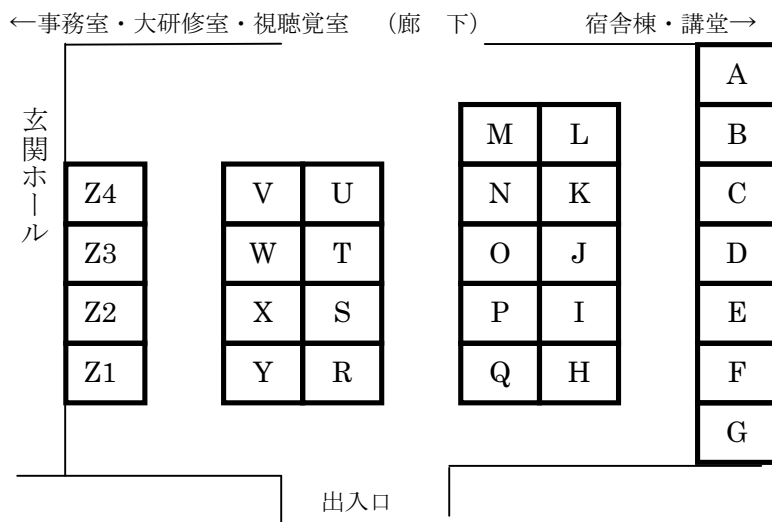 ←事務室・大研修室・視聴覚室 （廊 下） 宿舎棟・講堂→
玄関ホール
A
M L B
Z4 V U N K C
Z3 W T O J D
Z2 X S P I E
Z1 Y R Q H F
G
出入口